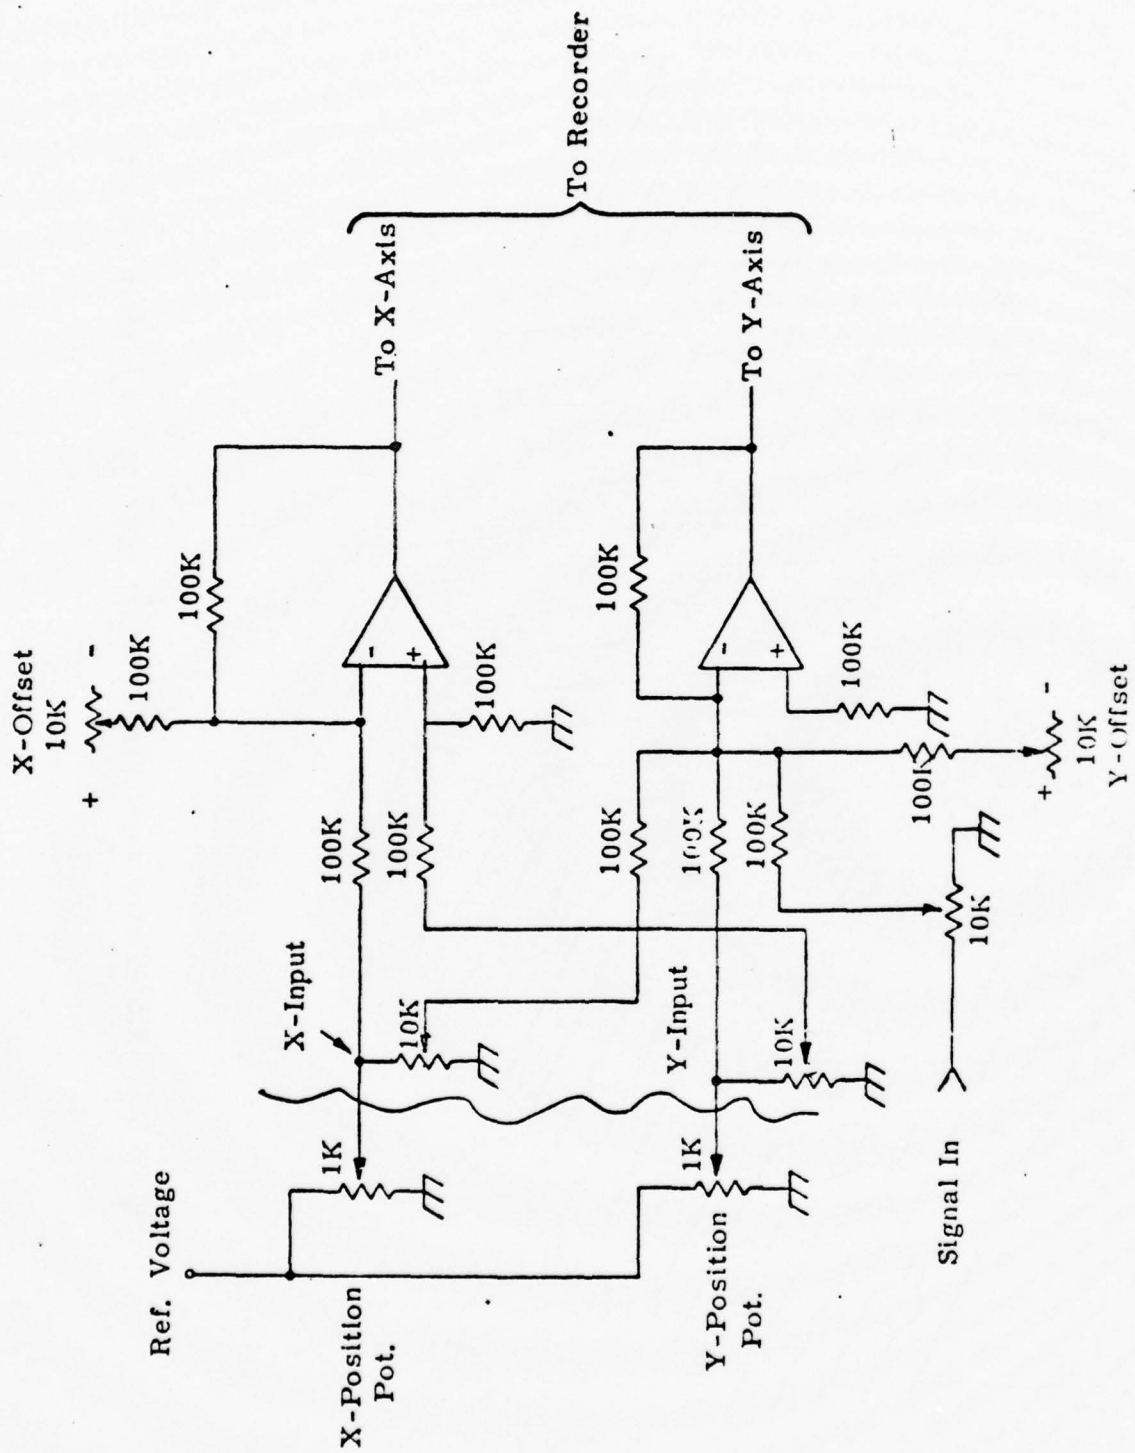 X-Offset
10K
+
-
100K
100K
100K
100K
-
+
100K
To X-Axis
To Recorder
X-Input
10K
1K
Ref. Voltage
X-Position
Pot.
100K
100K
100K
100K
100K
-
+
100K
To Y-Axis
Y-Input
10K
1K
Y-Position
Pot.
+
-
10K
Y-Offset
10K
Signal In